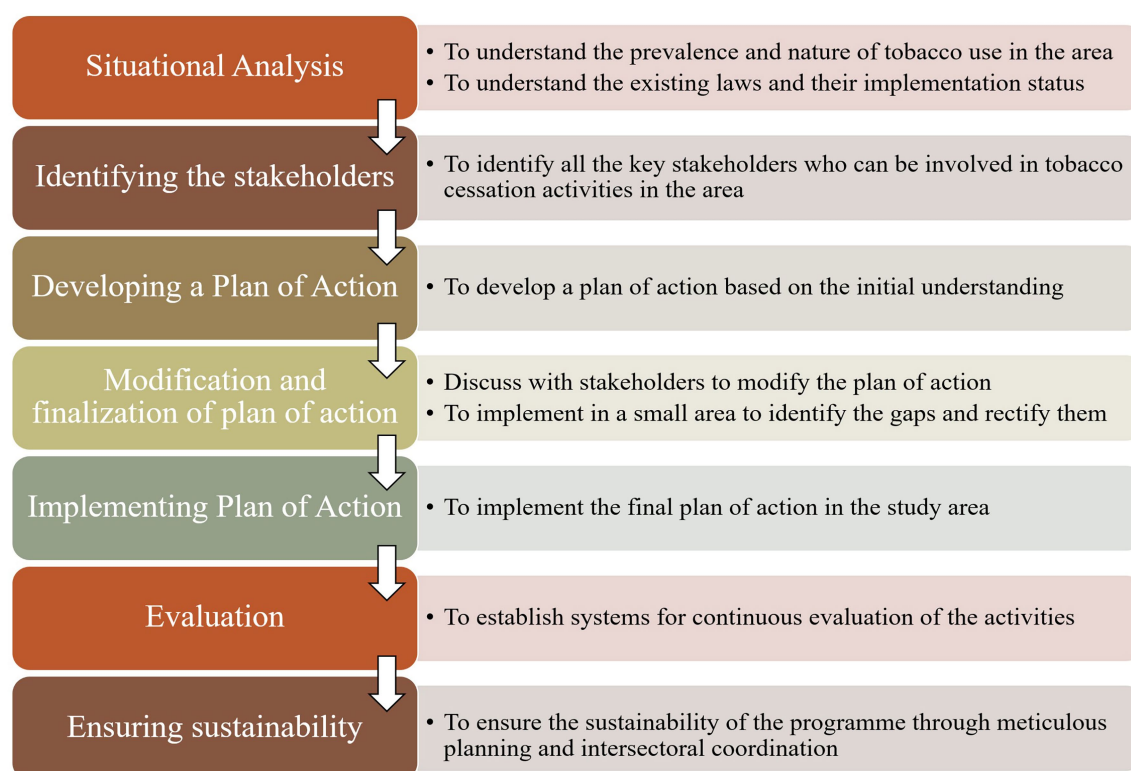 Situational Analysis
• To understand the prevalence and nature of tobacco use in the area
• To understand the existing laws and their implementation status
Identifying the stakeholders
• To identify all the key stakeholders who can be involved in tobacco
cessation activities in the area
Developing a Plan of Action
• To develop a plan of action based on the initial understanding
Modification and
finalization of plan of action
• Discuss with stakeholders to modify the plan of action
• To implement in a small area to identify the gaps and rectify them
Implementing Plan of Action
• To implement the final plan of action in the study area
Evaluation
• To establish systems for continuous evaluation of the activities
Ensuring sustainability
• To ensure the sustainability of the programme through meticulous
planning and intersectoral coordination